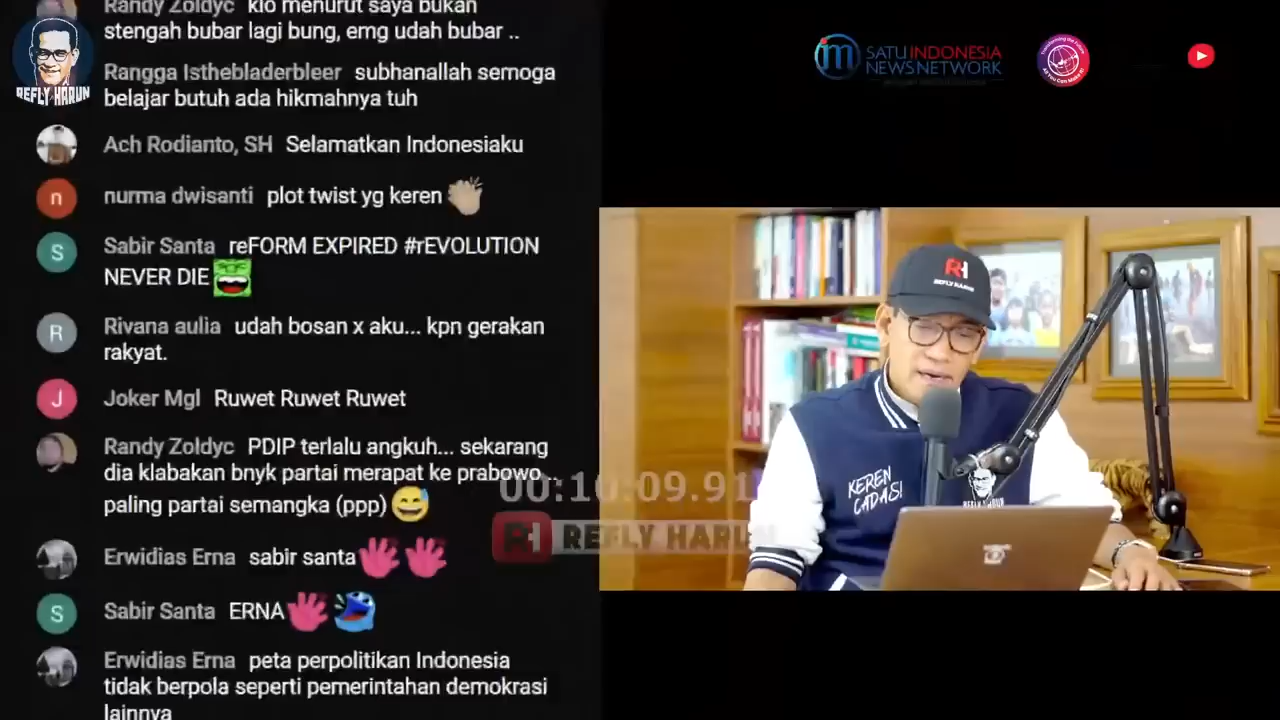 Randy Zoldyc klo menurut saya bukan
stengah bubar lagi bung, emg udah bubar ..
REFLY HARUN
Rangga Isthebladerbleer subhanallah semoga
belajar butuh ada hikmahnya tuh
Ach Rodianto, SH Selamatkan Indonesiaku
n
nurma dwisanti plot twist yg keren
S
Sabir Santa reFORM EXPIRED #rEVOLUTION
NEVER DIE
R
Rivana aulia udah bosan x aku... kpn gerakan
rakyat.
J
Joker Mgl Ruwet Ruwet Ruwet
Randy Zoldyc PDIP terlalu angkuh... sekarang
dia klabakan bnyk partai merapat ke prabowo..
paling partai semangka (ppp)
Erwidias Erna sabir santa
S
Sabir Santa ERNA
Erwidias Erna peta perpolitikan Indonesia
tidak berpola seperti pemerintahan demokrasi
lainnya
SATU INDONESIA
NEWS NETWORK
RH
REFLY HARUN
KEREN
CADAS!
00:10:09.91
RH REFLY HARUN